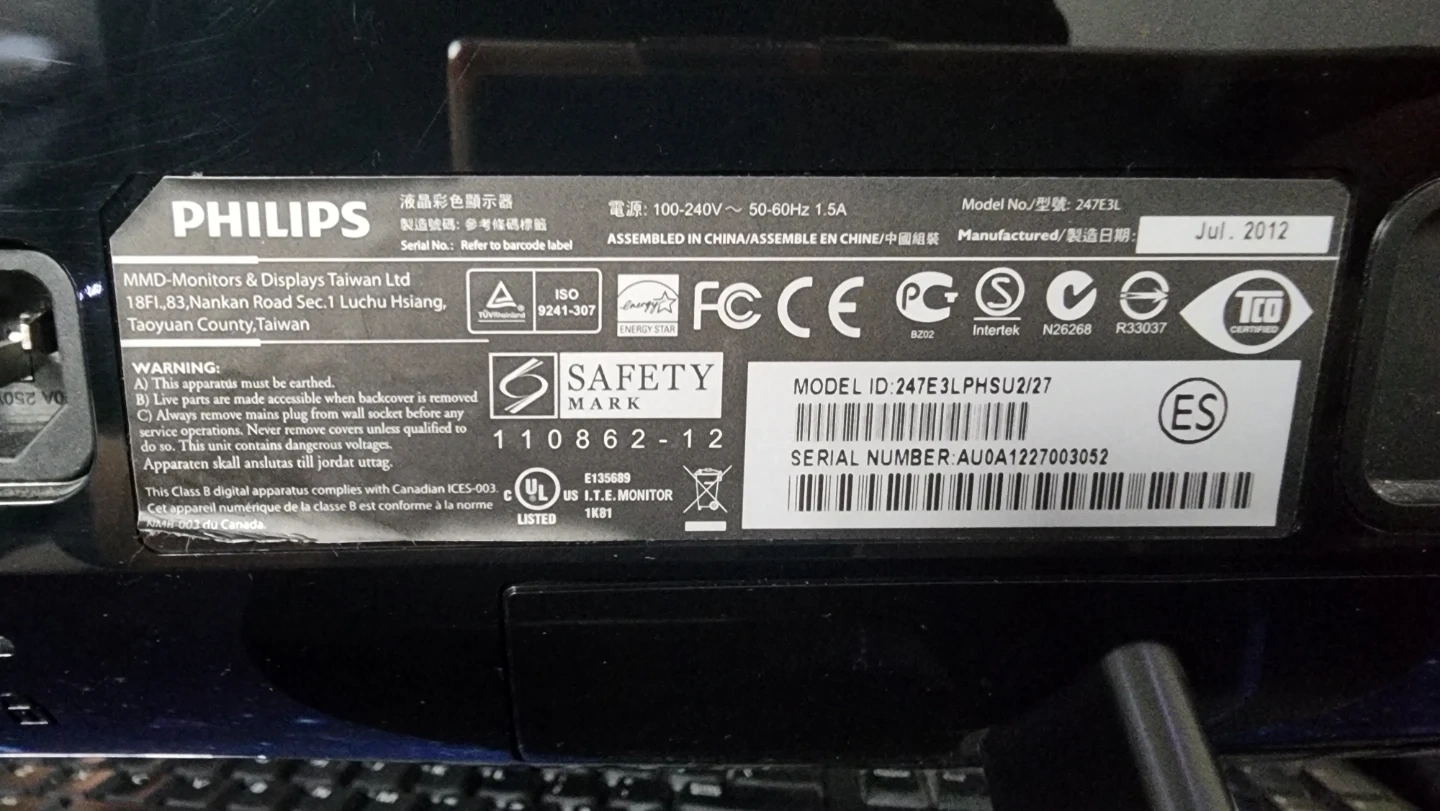 PHILIPS
液晶彩色顯示器
製造號碼: 參考條碼標籤
Serial No.: Refer to barcode label
電源: 100-240V～ 50-60Hz 1.5A
ASSEMBLED IN CHINA/ASSEMBLE EN CHINE/中國組裝
Model No./型號: 247E3L
Manufactured/製造日期:
Jul. 2012
MMD-Monitors & Displays Taiwan Ltd
18Fl.,83,Nankan Road Sec.1 Luchu Hsiang,
Taoyuan County,Taiwan
TÜVRheinland
ISO
9241-307
energy
ENERGY STAR
FC
CE
PG
BZ02
S
Intertek
N26268
R33037
TCO
CERTIFIED
WARNING:
A) This apparatus must be earthed.
B) Live parts are made accessible when backcover is removed
C) Always remove mains plug from wall socket before any
service operations. Never remove covers unless qualified to
do so. This unit contains dangerous voltages.
Apparaten skall anslutas till jordat uttag.
This Class B digital apparatus complies with Canadian ICES-003.
Cet appareil numérique de la classe B est conforme à la norme
NMB-003 du Canada.
SAFETY
MARK
110862-12
C UL US
LISTED
E135689
I.T.E.MONITOR
1K81
MODEL ID:247E3LPHSU2/27
SERIAL NUMBER:AU0A1227003052
ES